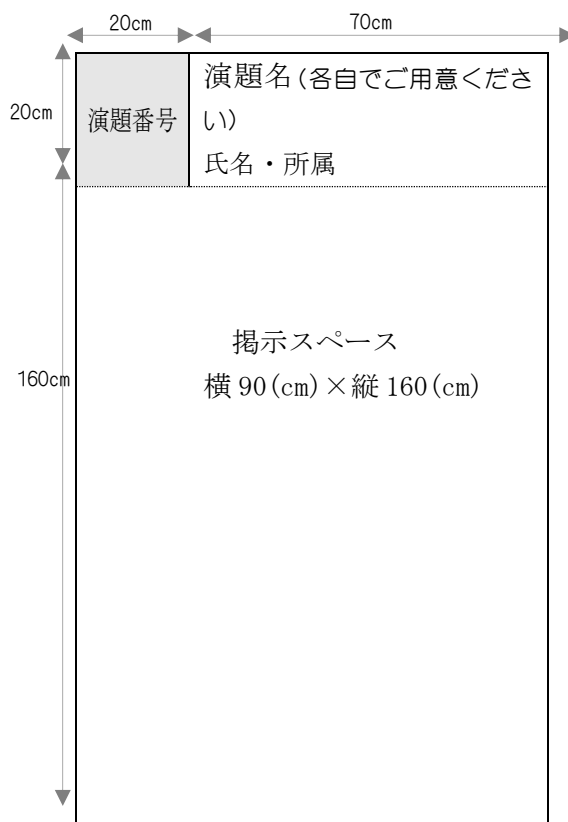 20cm
70cm
20cm
演題番号
演題名(各自でご用意くださ
い)
氏名・所属
160cm
掲示スペース
横 90(cm)×縦 160(cm)